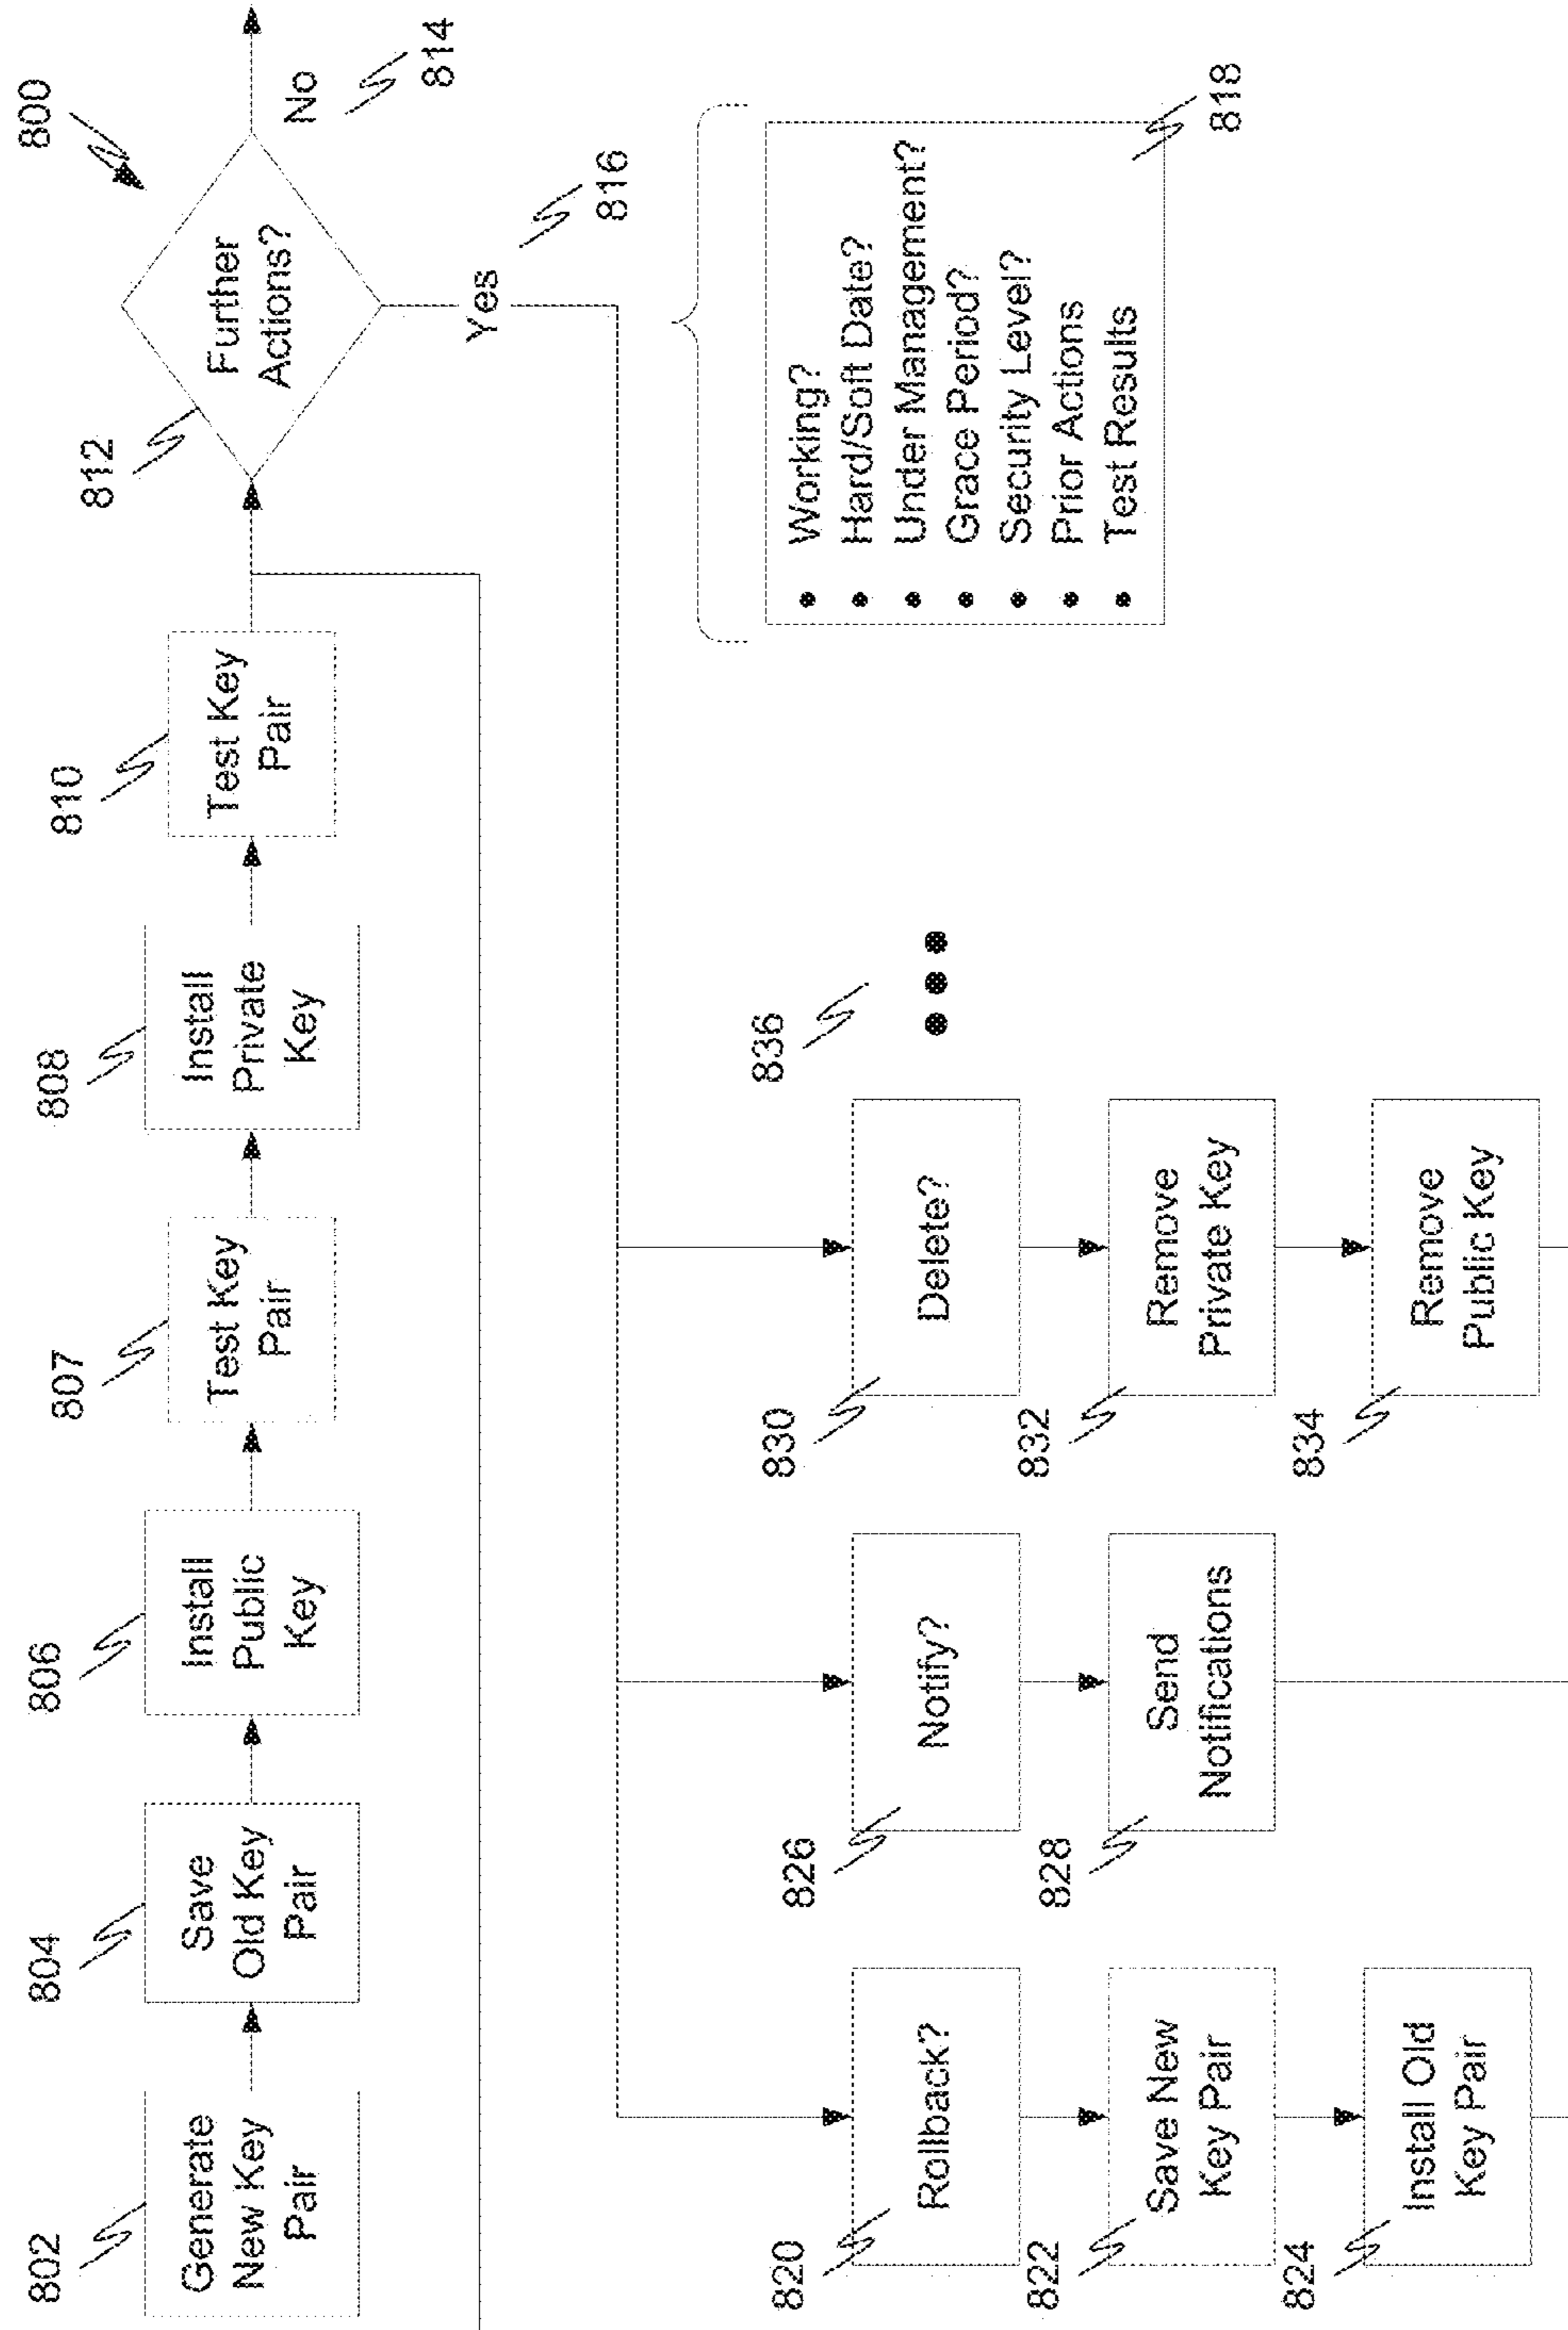 800
802
Generate
New Key
Pair
804
Save
Old Key
Pair
806
Install
Public
Key
807
Test Key
Pair
808
Install
Private
Key
810
Test Key
Pair
812
Further
Actions?
No
814
Yes
816
• Working?
• Hard/Soft Date?
• Under Management?
• Grace Period?
• Security Level?
• Prior Actions
• Test Results
818
820
Rollback?
822
Save New
Key Pair
824
Install Old
Key Pair
826
Notify?
828
Send
Notifications
830
Delete?
832
Remove
Private Key
834
Remove
Public Key
836